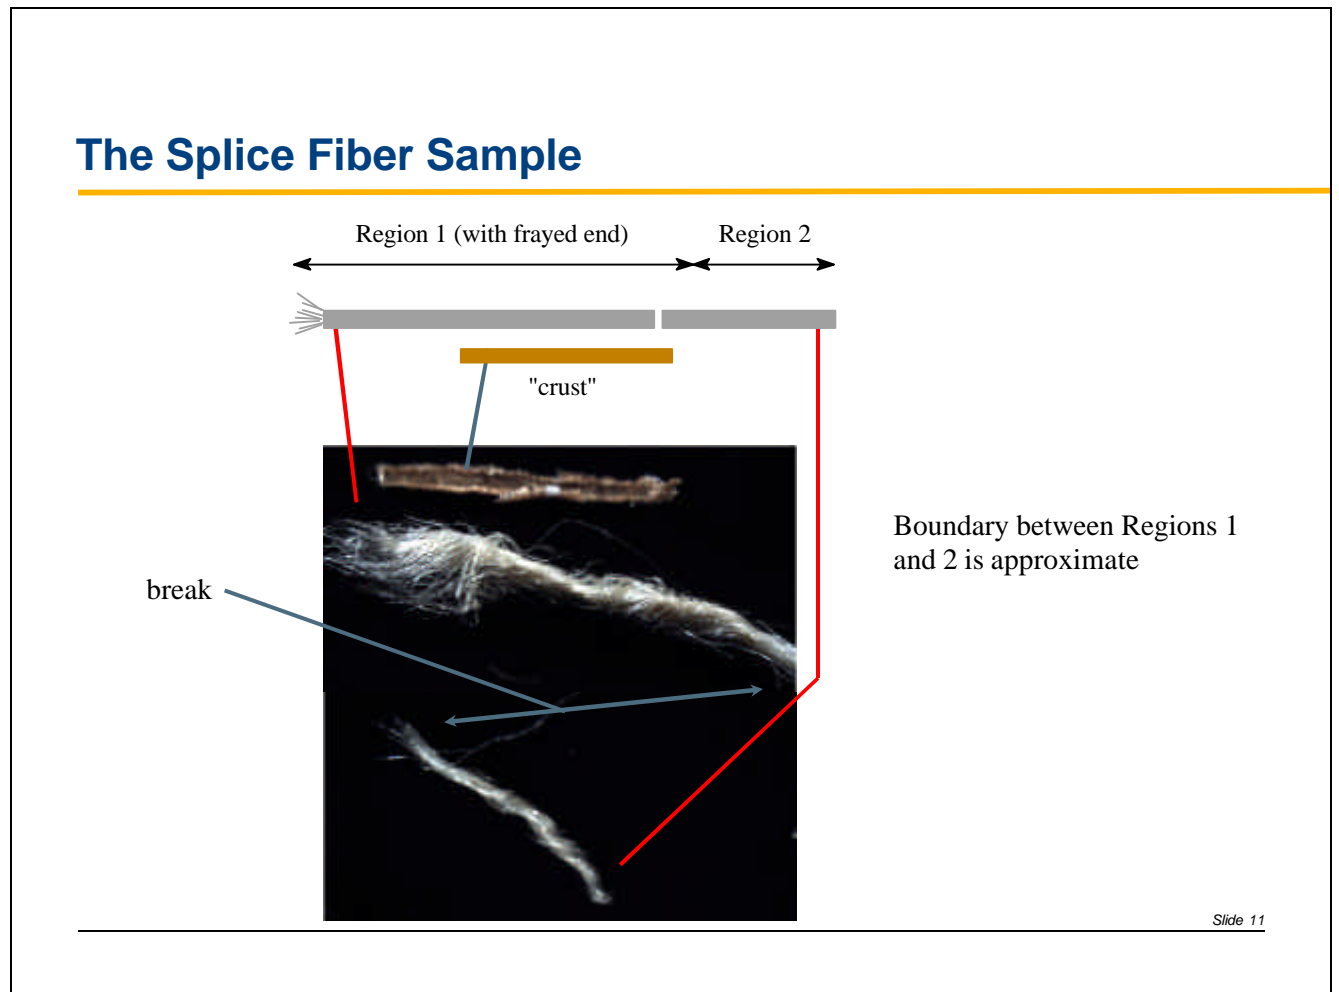 The Splice Fiber Sample
Region 1 (with frayed end)
Region 2
"crust"
Boundary between Regions 1
and 2 is approximate
break
Slide 11